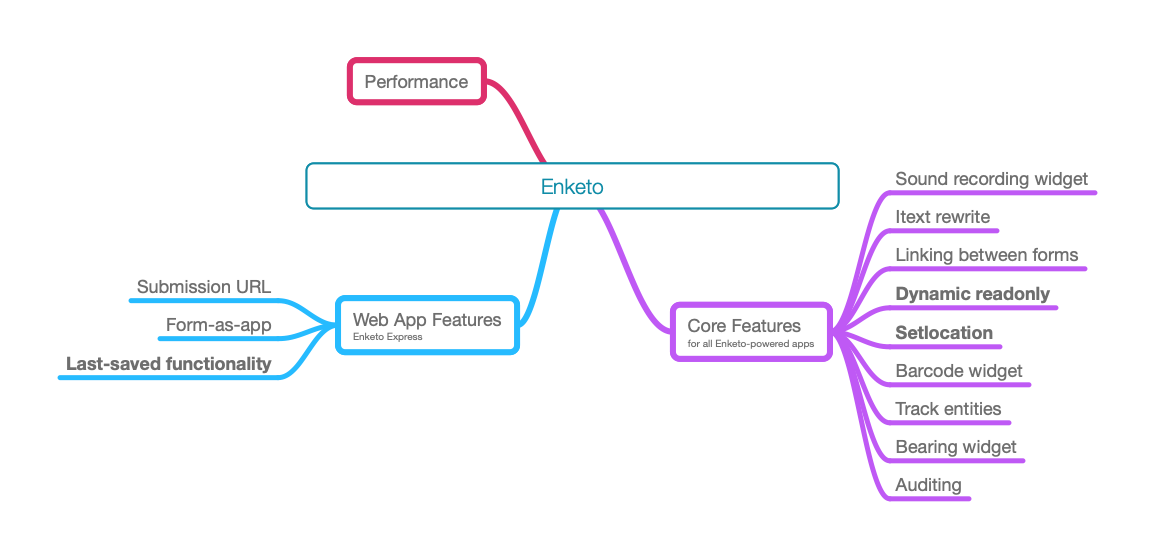 Performance
Enketo
Submission URL
Form-as-app
Last-saved functionality
Web App Features
Enketo Express
Core Features
for all Enketo-powered apps
Sound recording widget
Itext rewrite
Linking between forms
Dynamic readonly
Setlocation
Barcode widget
Track entities
Bearing widget
Auditing